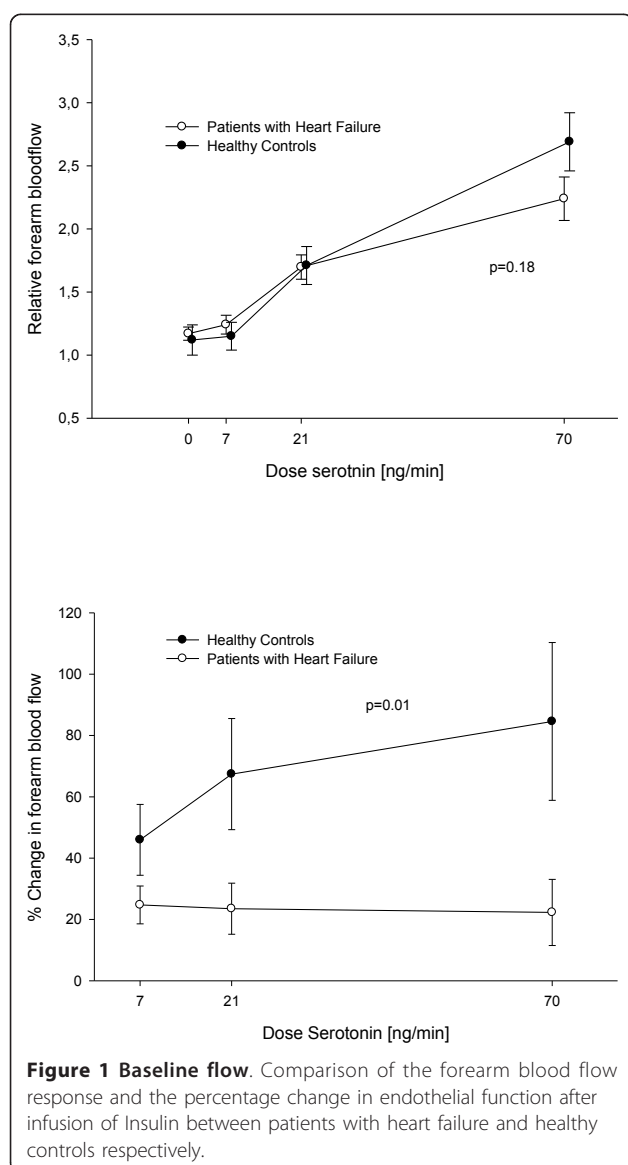 3,5
3,0
2,5
2,0
1,5
1,0
0,5
Relative forearm bloodflow
Patients with Heart Failure
Healthy Controls
p=0.18
0 7 21 70
Dose serotnin [ng/min]
120
100
80
60
40
20
0
% Change in forearm blood flow
Healthy Controls
Patients with Heart Failure
p=0.01
7 21 70
Dose Serotonin [ng/min]
Figure 1 Baseline flow. Comparison of the forearm blood flow
response and the percentage change in endothelial function after
infusion of Insulin between patients with heart failure and healthy
controls respectively.